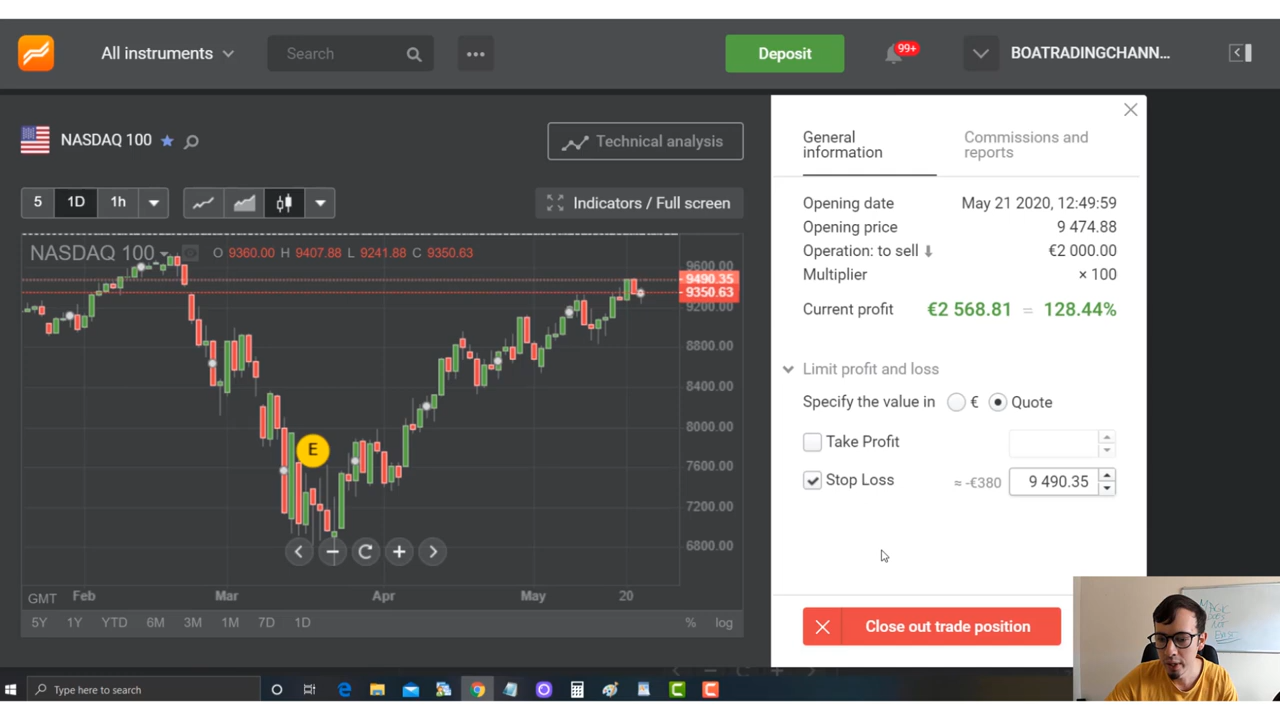 All instruments
Search
...
Deposit
99+
BOATRADINGCHANN...
NASDAQ 100
Technical analysis
5 1D 1h
Indicators / Full screen
NASDAQ 100 O 9360.00 H 9407.88 L 9241.88 C 9350.63
9600.00
9490.35
9350.63
9200.00
8800.00
8400.00
8000.00
7600.00
7200.00
6800.00
E
GMT Feb Mar Apr May 20
5Y 1Y YTD 6M 3M 1M 7D 1D % log
General information
Commissions and reports
Opening date May 21 2020, 12:49:59
Opening price 9 474.88
Operation: to sell €2 000.00
Multiplier × 100
Current profit €2 568.81 = 128.44%
Limit profit and loss
Specify the value in € Quote
Take Profit
Stop Loss ≈ -€380 9 490.35
Close out trade position
MAGIC
DOES
NOT
Type here to search